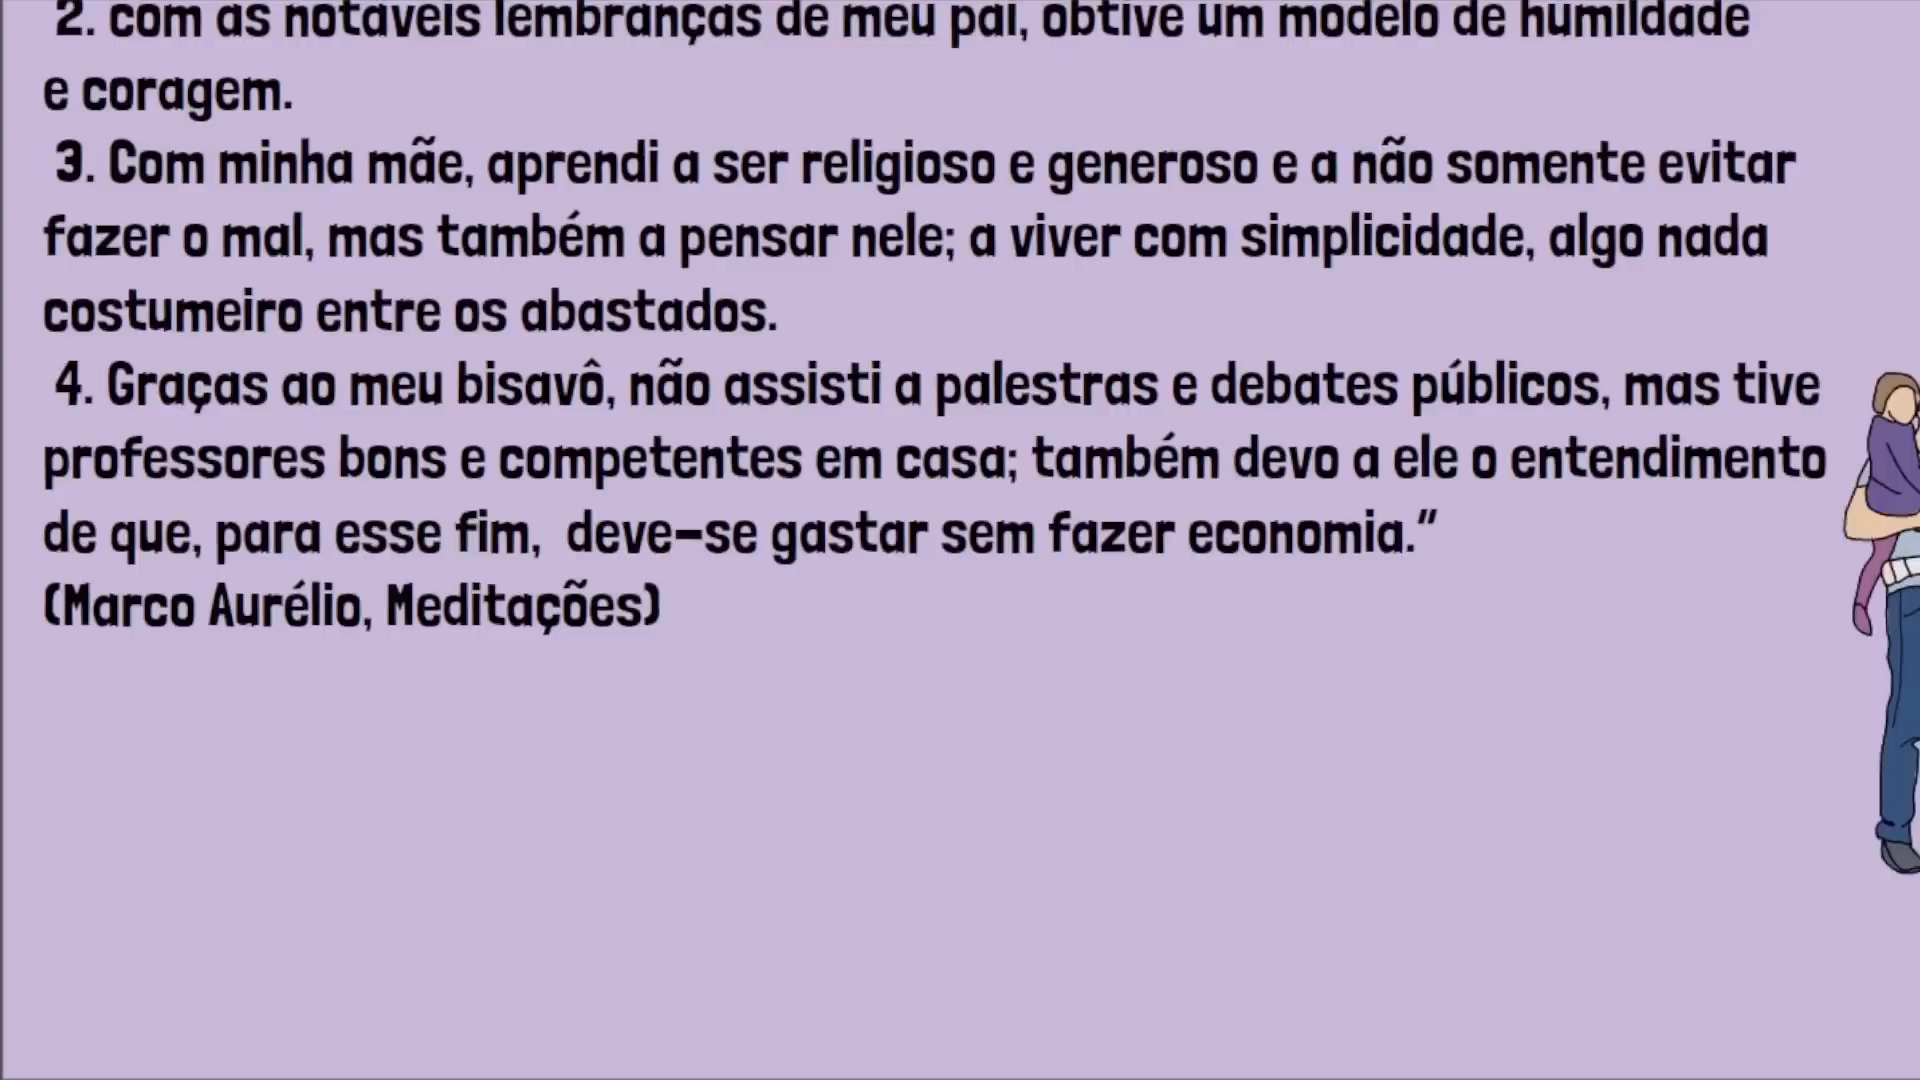 2. com as notáveis lembranças de meu pai, obtive um modelo de humildade
e coragem.
3. Com minha mãe, aprendi a ser religioso e generoso e a não somente evitar
fazer o mal, mas também a pensar nele; a viver com simplicidade, algo nada
costumeiro entre os abastados.
4. Graças ao meu bisavô, não assisti a palestras e debates públicos, mas tive
professores bons e competentes em casa; também devo a ele o entendimento
de que, para esse fim,  deve-se gastar sem fazer economia."
(Marco Aurélio, Meditações)